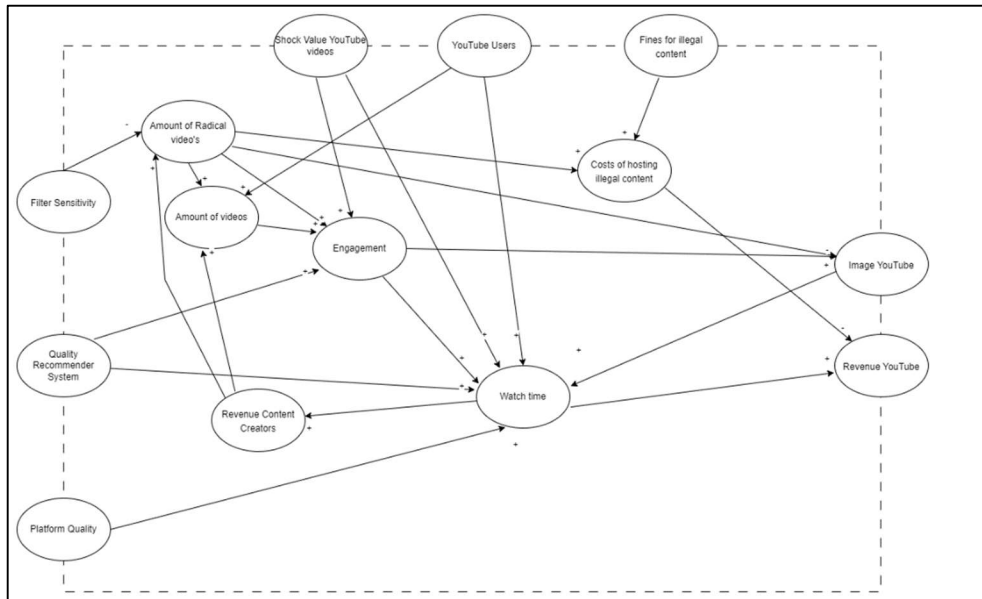 Shock Value YouTube
videos
YouTube Users
Fines for illegal
content
-
Amount of Radical
video's
+
+
+
Costs of hosting
illegal content
Filter Sensitivity
+
+
+
Amount of videos
+
+
+
Engagement
-
+
Image YouTube
+
+
Quality
Recommender
System
+
+
+
+
-
+
Revenue YouTube
+
Watch time
Revenue Content
Creators
+
+
Platform Quality